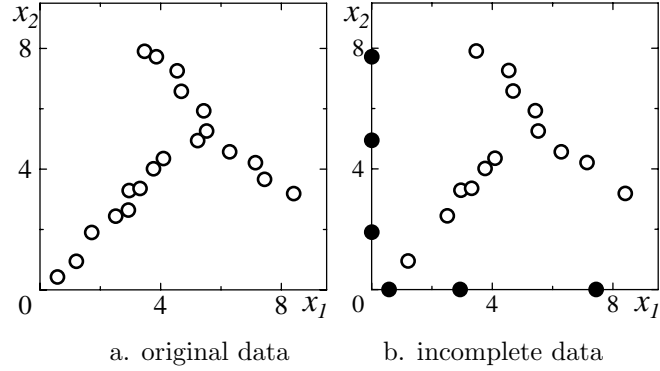 x₂
8
4
0
4
8 x₁
a. original data
x₂
8
4
0
4
8 x₁
b. incomplete data